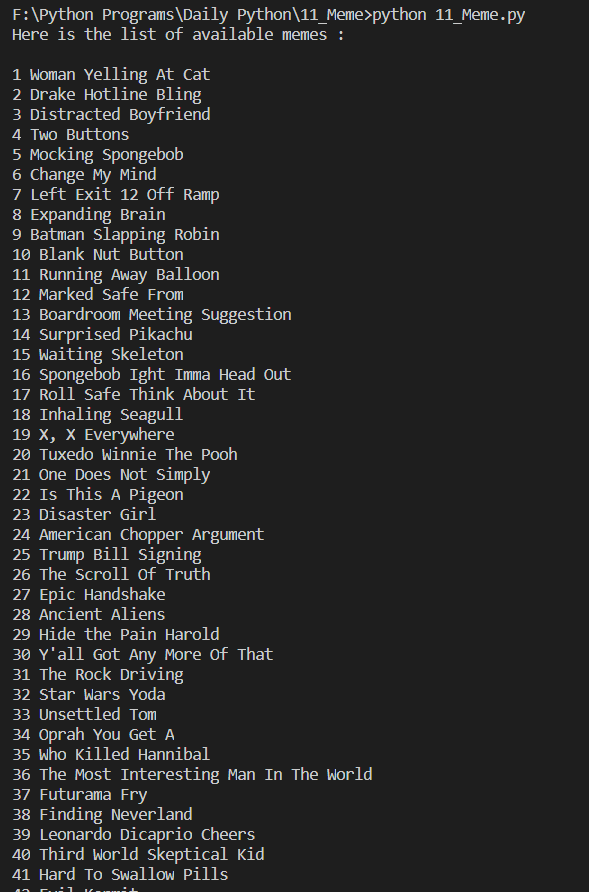 F:\Python Programs\Daily Python\11_Meme>python 11_Meme.py
Here is the list of available memes :
1 Woman Yelling At Cat
2 Drake Hotline Bling
3 Distracted Boyfriend
4 Two Buttons
5 Mocking Spongebob
6 Change My Mind
7 Left Exit 12 Off Ramp
8 Expanding Brain
9 Batman Slapping Robin
10 Blank Nut Button
11 Running Away Balloon
12 Marked Safe From
13 Boardroom Meeting Suggestion
14 Surprised Pikachu
15 Waiting Skeleton
16 Spongebob Ight Imma Head Out
17 Roll Safe Think About It
18 Inhaling Seagull
19 X, X Everywhere
20 Tuxedo Winnie The Pooh
21 One Does Not Simply
22 Is This A Pigeon
23 Disaster Girl
24 American Chopper Argument
25 Trump Bill Signing
26 The Scroll Of Truth
27 Epic Handshake
28 Ancient Aliens
29 Hide the Pain Harold
30 Y'all Got Any More Of That
31 The Rock Driving
32 Star Wars Yoda
33 Unsettled Tom
34 Oprah You Get A
35 Who Killed Hannibal
36 The Most Interesting Man In The World
37 Futurama Fry
38 Finding Neverland
39 Leonardo Dicaprio Cheers
40 Third World Skeptical Kid
41 Hard To Swallow Pills
42 Evil Kermit